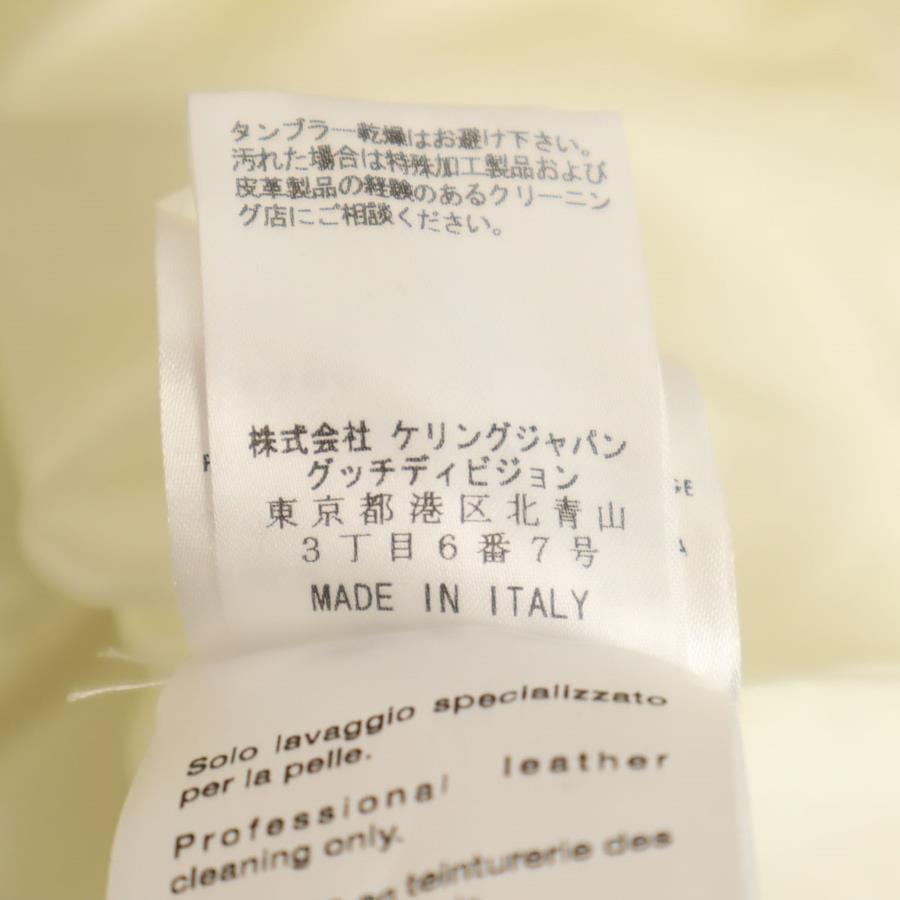 タンブラー乾燥はお避け下さい。
汚れた場合は特殊加工製品および
皮革製品の経験のあるクリーニン
グ店にご相談ください。
株式会社 ケリングジャパン
グッチディビジョン
東京都港区北青山
3丁目6番7号
MADE IN ITALY
Solo lavaggio specializzato
per la pelle.
Professional leather
cleaning only.
en teinturerie des